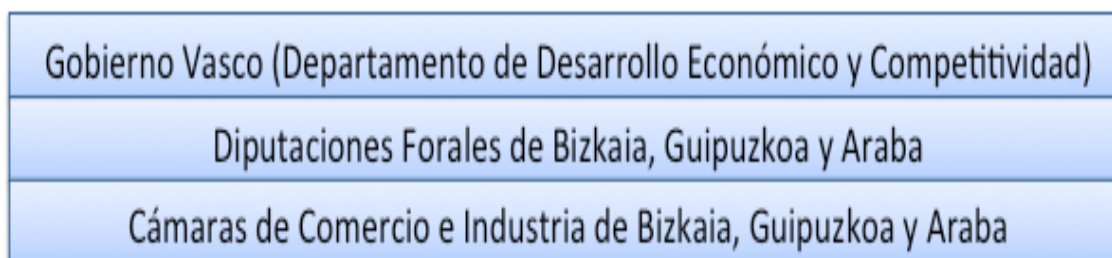 Gobierno Vasco (Departamento de Desarrollo Económico y Competitividad)
Diputaciones Forales de Bizkaia, Guipuzkoa y Araba
Cámaras de Comercio e Industria de Bizkaia, Guipuzkoa y Araba